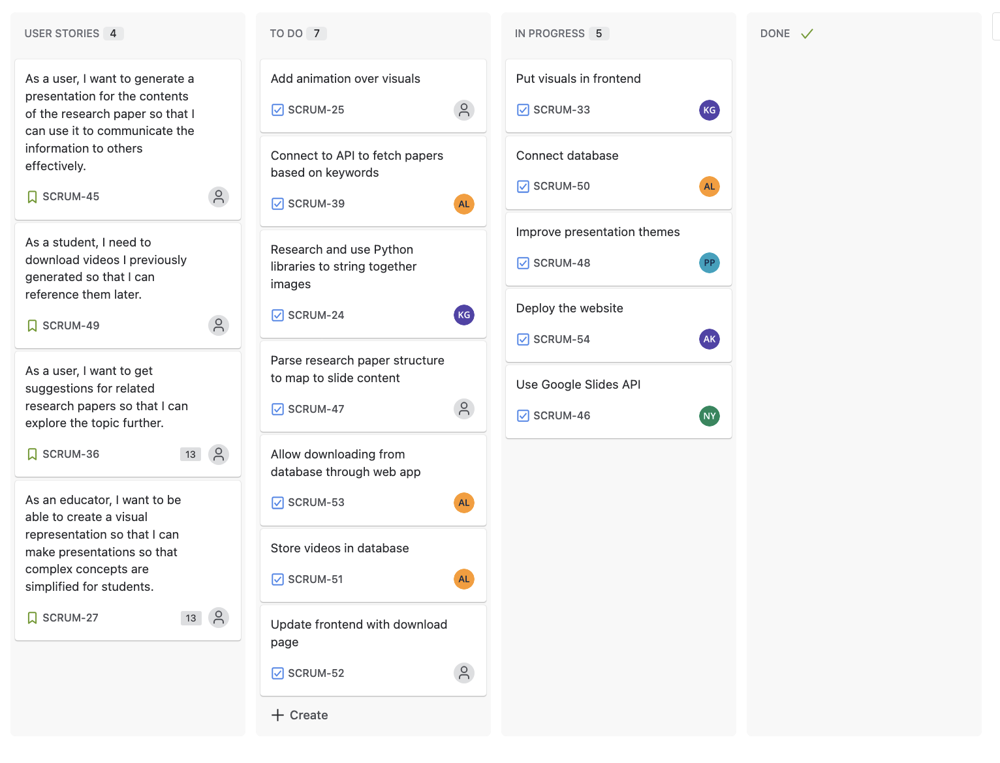 USER STORIES 4
As a user, I want to generate a
presentation for the contents
of the research paper so that I
can use it to communicate the
information to others
effectively.
SCRUM-45
As a student, I need to
download videos I previously
generated so that I can
reference them later.
SCRUM-49
As a user, I want to get
suggestions for related
research papers so that I can
explore the topic further.
SCRUM-36 13
As an educator, I want to be
able to create a visual
representation so that I can
make presentations so that
complex concepts are
simplified for students.
SCRUM-27 13
TO DO 7
Add animation over visuals
SCRUM-25
Connect to API to fetch papers
based on keywords
SCRUM-39 AL
Research and use Python
libraries to string together
images
SCRUM-24 KG
Parse research paper structure
to map to slide content
SCRUM-47
Allow downloading from
database through web app
SCRUM-53 AL
Store videos in database
SCRUM-51 AL
Update frontend with download
page
SCRUM-52
Create
IN PROGRESS 5
Put visuals in frontend
SCRUM-33 KG
Connect database
SCRUM-50 AL
Improve presentation themes
SCRUM-48 PP
Deploy the website
SCRUM-54 AK
Use Google Slides API
SCRUM-46 NY
DONE